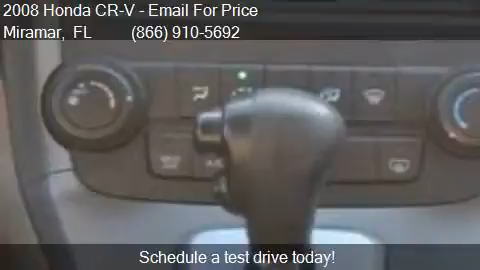 2008 Honda CR-V - Email For Price
Miramar, FL (866) 910-5692
Schedule a test drive today!